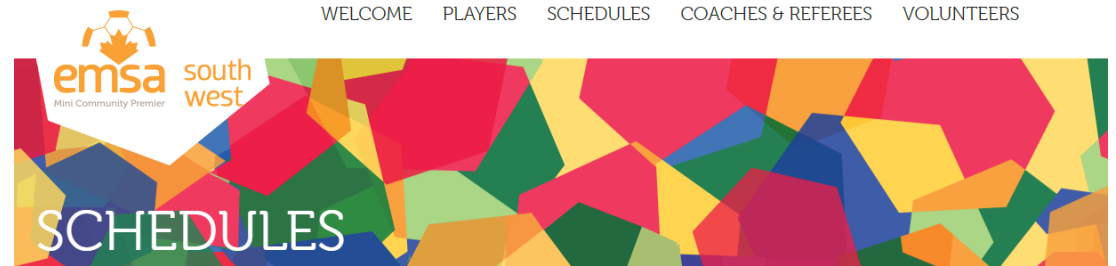 WELCOME PLAYERS SCHEDULES COACHES & REFEREES VOLUNTEERS
emsa south west
Mini Community Premier
SCHEDULES